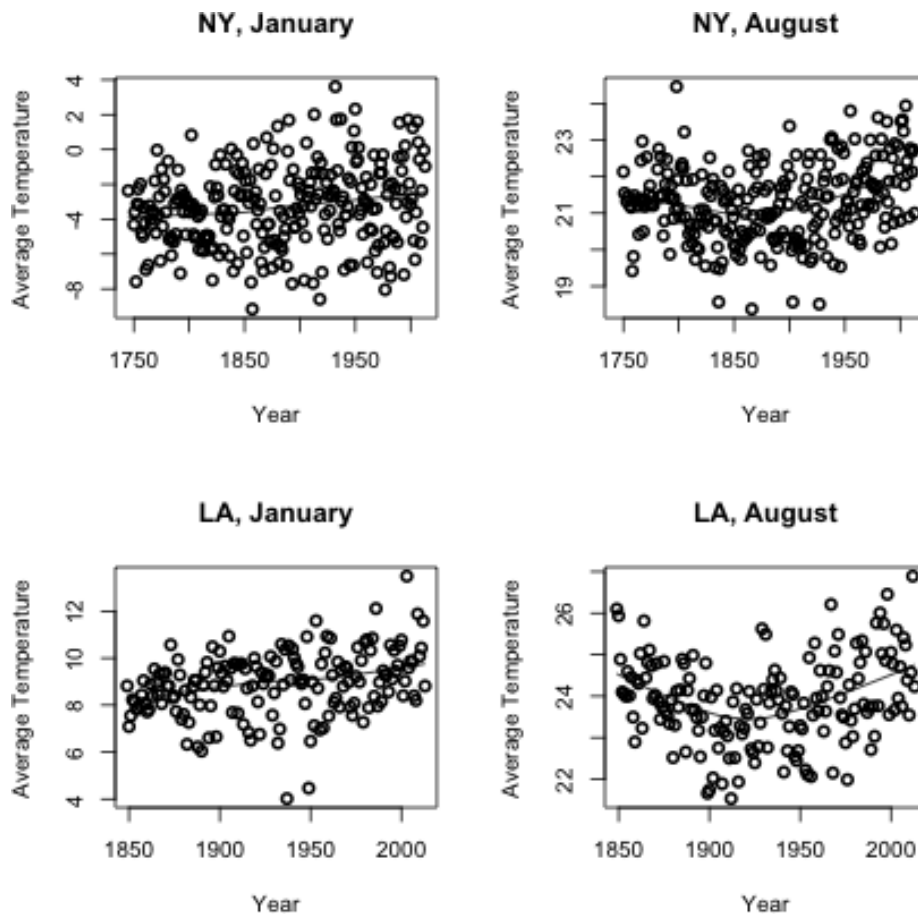 NY, January
Average Temperature
4
2
0
-4
-8
1750
1850
1950
Year
NY, August
Average Temperature
23
21
19
1750
1850
1950
Year
LA, January
Average Temperature
12
10
8
6
4
1850
1900
1950
2000
Year
LA, August
Average Temperature
26
24
22
1850
1900
1950
2000
Year